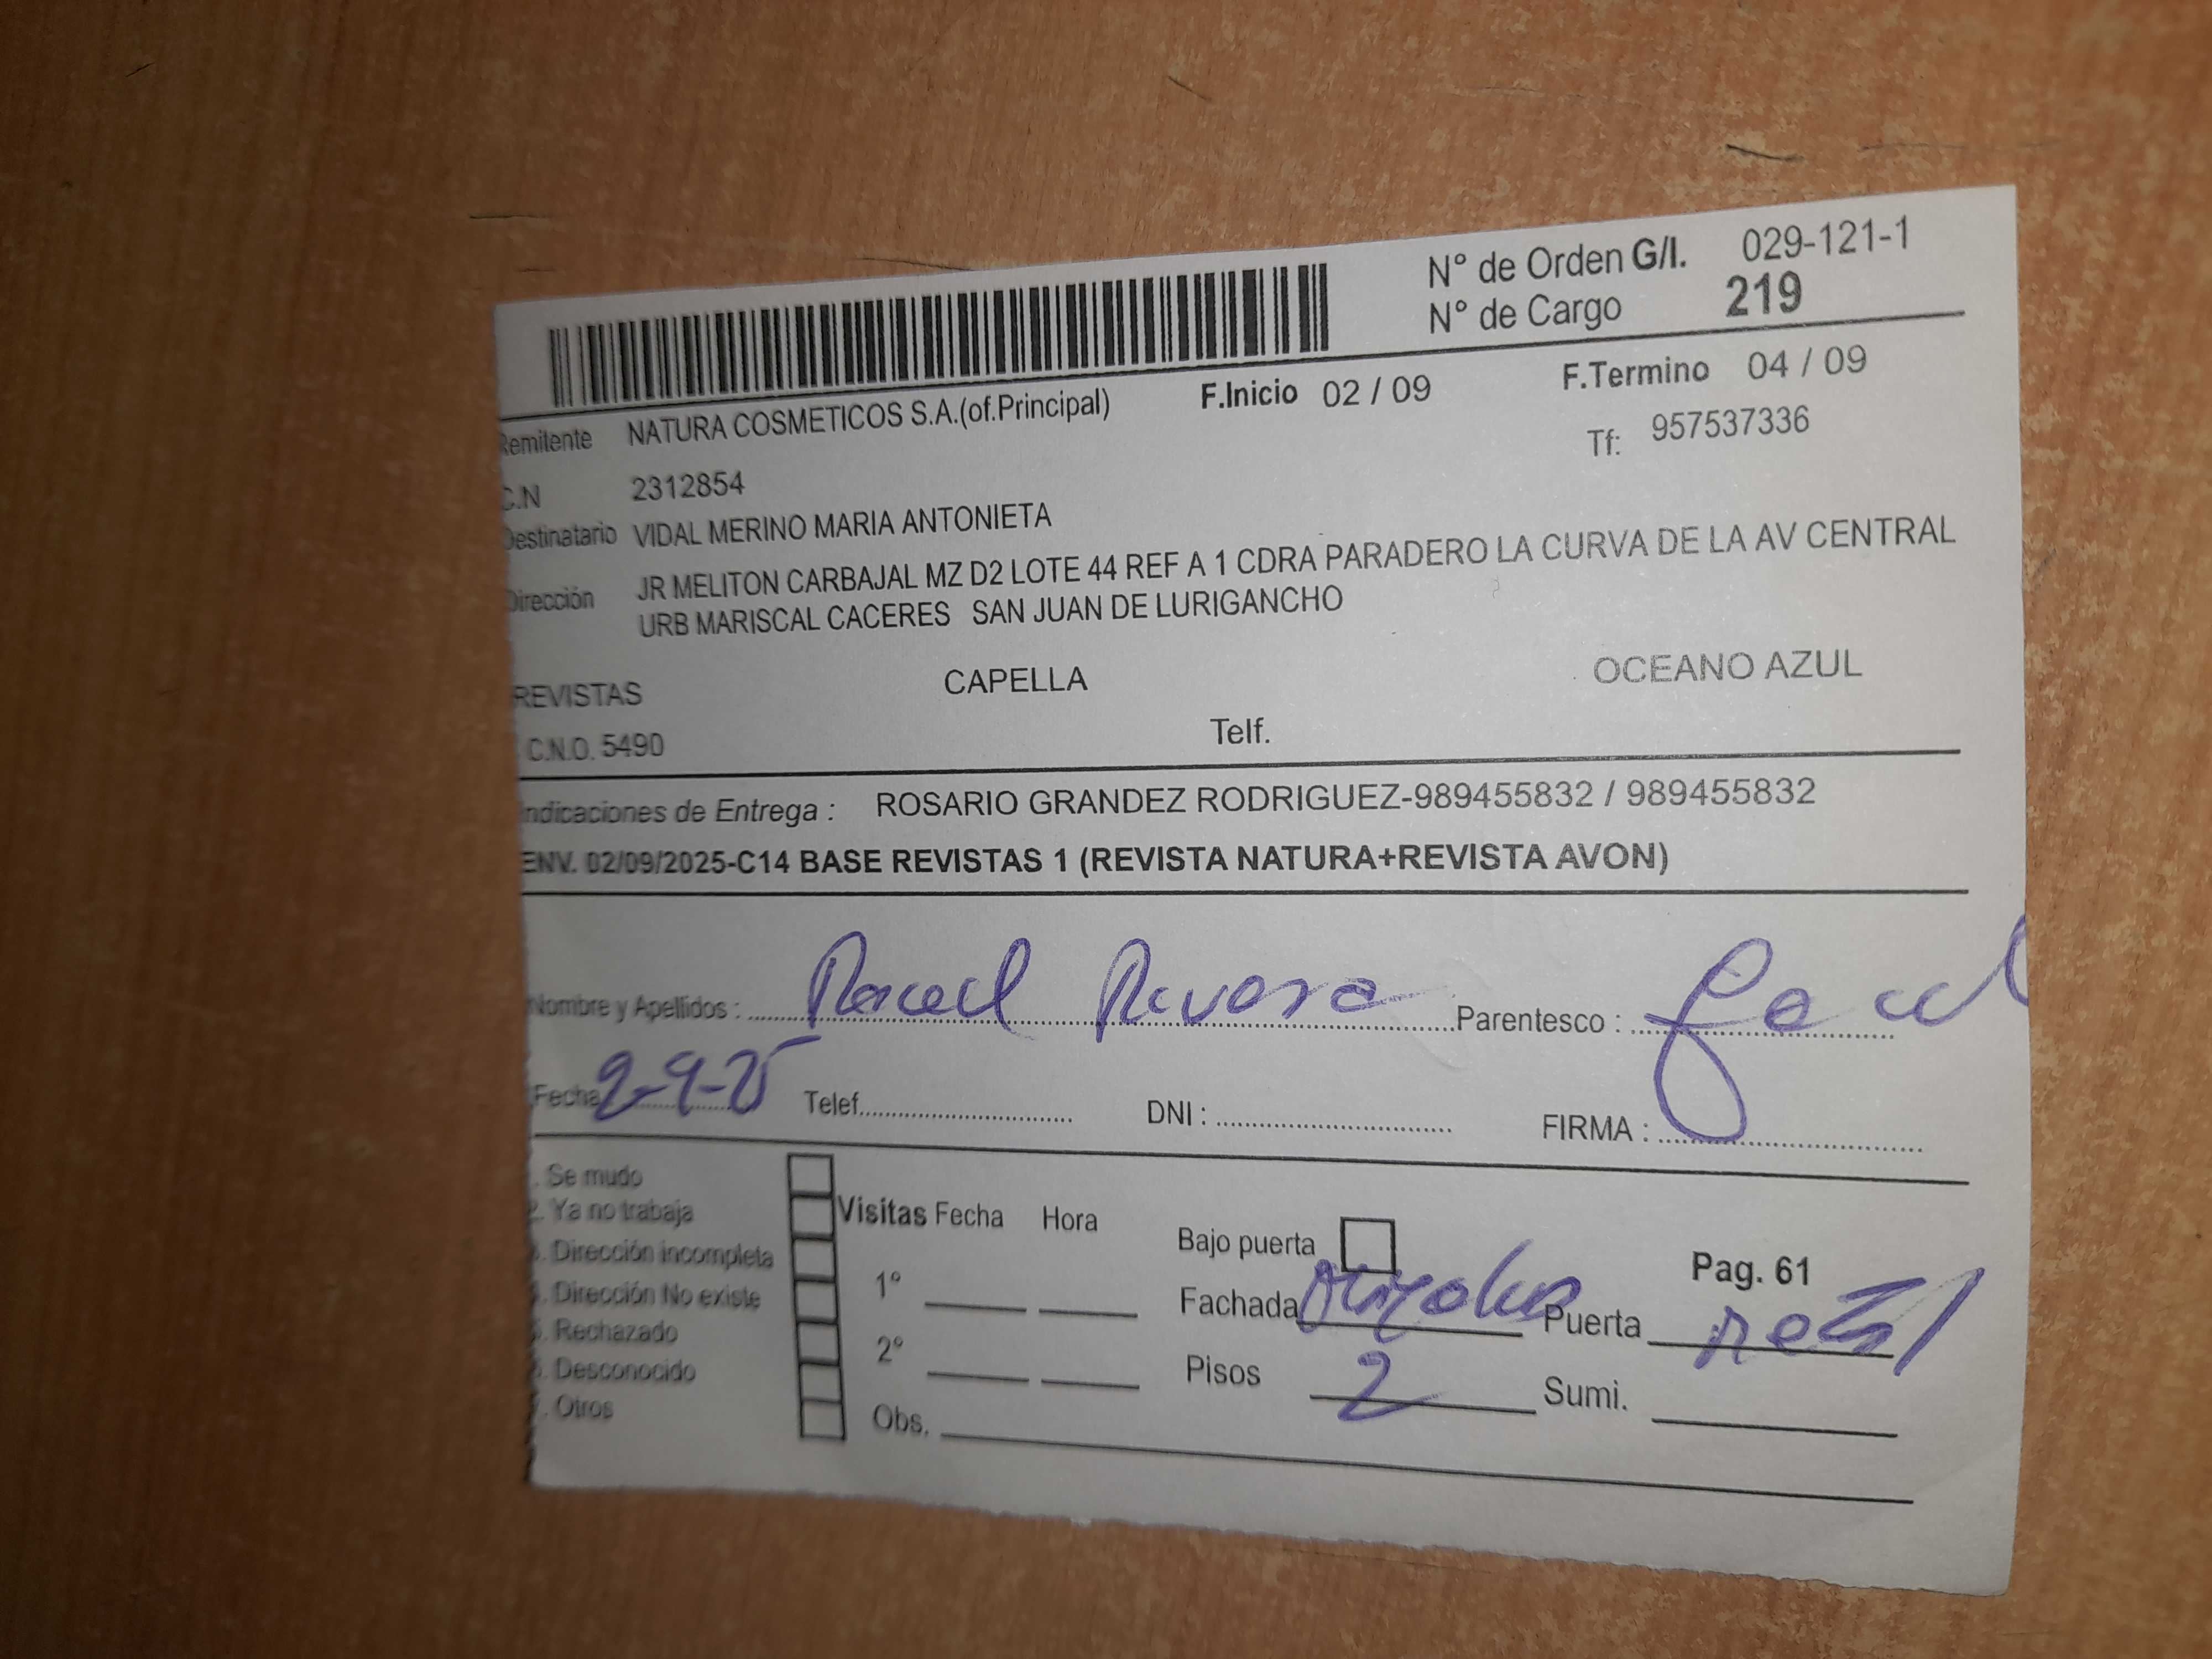 N° de Orden G/I. 029-121-1
N° de Cargo 219
F.Inicio 02 / 09 F.Termino 04 / 09
Remitente NATURA COSMETICOS S.A.(of.Principal)
Tf: 957537336
C.N 2312854
Destinatario VIDAL MERINO MARIA ANTONIETA
Dirección JR MELITON CARBAJAL MZ D2 LOTE 44 REF A 1 CDRA PARADERO LA CURVA DE LA AV CENTRAL
URB MARISCAL CACERES SAN JUAN DE LURIGANCHO
REVISTAS CAPELLA OCEANO AZUL
C.N.O. 5490 Telf.
Indicaciones de Entrega : ROSARIO GRANDEZ RODRIGUEZ-989455832 / 989455832
ENV. 02/09/2025-C14 BASE REVISTAS 1 (REVISTA NATURA+REVISTA AVON)
Nombre y Apellidos : Rivera Parentesco :
Fecha 2-9-25 Telef. DNI : FIRMA :
. Se mudo
2. Ya no trabaja
. Dirección incompleta
. Dirección No existe
5. Rechazado
6. Desconocido
. Otros
Visitas Fecha Hora
1°
2°
Obs.
Bajo puerta Pag. 61
Fachada Puerta
Pisos 2 Sumi.